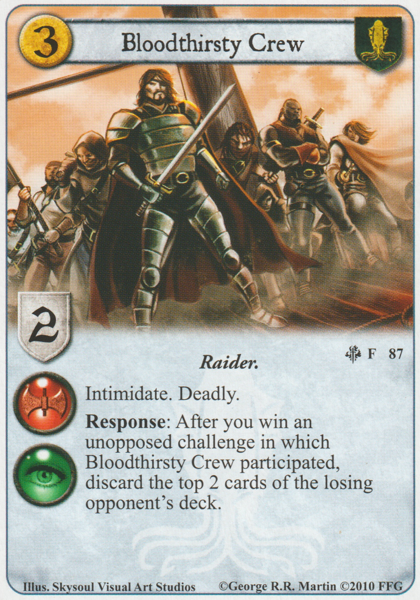 3
Bloodthirsty Crew
2
Raider.
F 87
Intimidate. Deadly.
Response: After you win an
unopposed challenge in which
Bloodthirsty Crew participated,
discard the top 2 cards of the losing
opponent's deck.
Illus. Skysoul Visual Art Studios ©George R.R. Martin ©2010 FFG